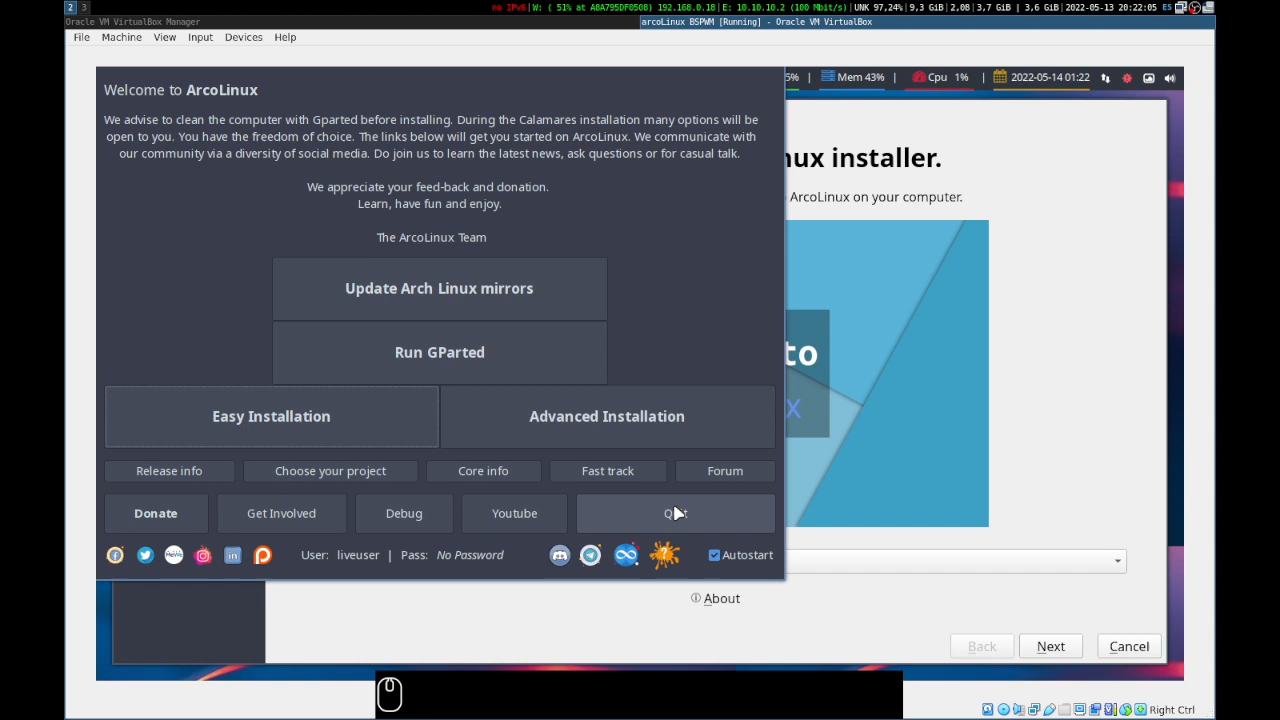 2 3
no IPv6|W: ( 51% at A8A795DF0508) 192.168.0.18|E: 10.10.10.2 (100 Mbit/s)|UNK 97,24%|9,3 GiB|2,08|3,7 GiB | 3,6 GiB|2022-05-13 20:22:05 ES
Oracle VM VirtualBox Manager
arcoLinux BSPWM [Running] - Oracle VM VirtualBox
File Machine View Input Devices Help
5% | Mem 43% | Cpu 1% | 2022-05-14 01:22
Welcome to ArcoLinux
We advise to clean the computer with Gparted before installing. During the Calamares installation many options will be
open to you. You have the freedom of choice. The links below will get you started on ArcoLinux. We communicate with
our community via a diversity of social media. Do join us to learn the latest news, ask questions or for casual talk.
We appreciate your feed-back and donation.
Learn, have fun and enjoy.
The ArcoLinux Team
Update Arch Linux mirrors
Run GParted
Easy Installation Advanced Installation
Release info Choose your project Core info Fast track Forum
Donate Get Involved Debug Youtube Quit
MeWe in
User: liveuser | Pass: No Password
? Autostart
nux installer.
ArcoLinux on your computer.
to
x
About
Back Next Cancel
Right Ctrl